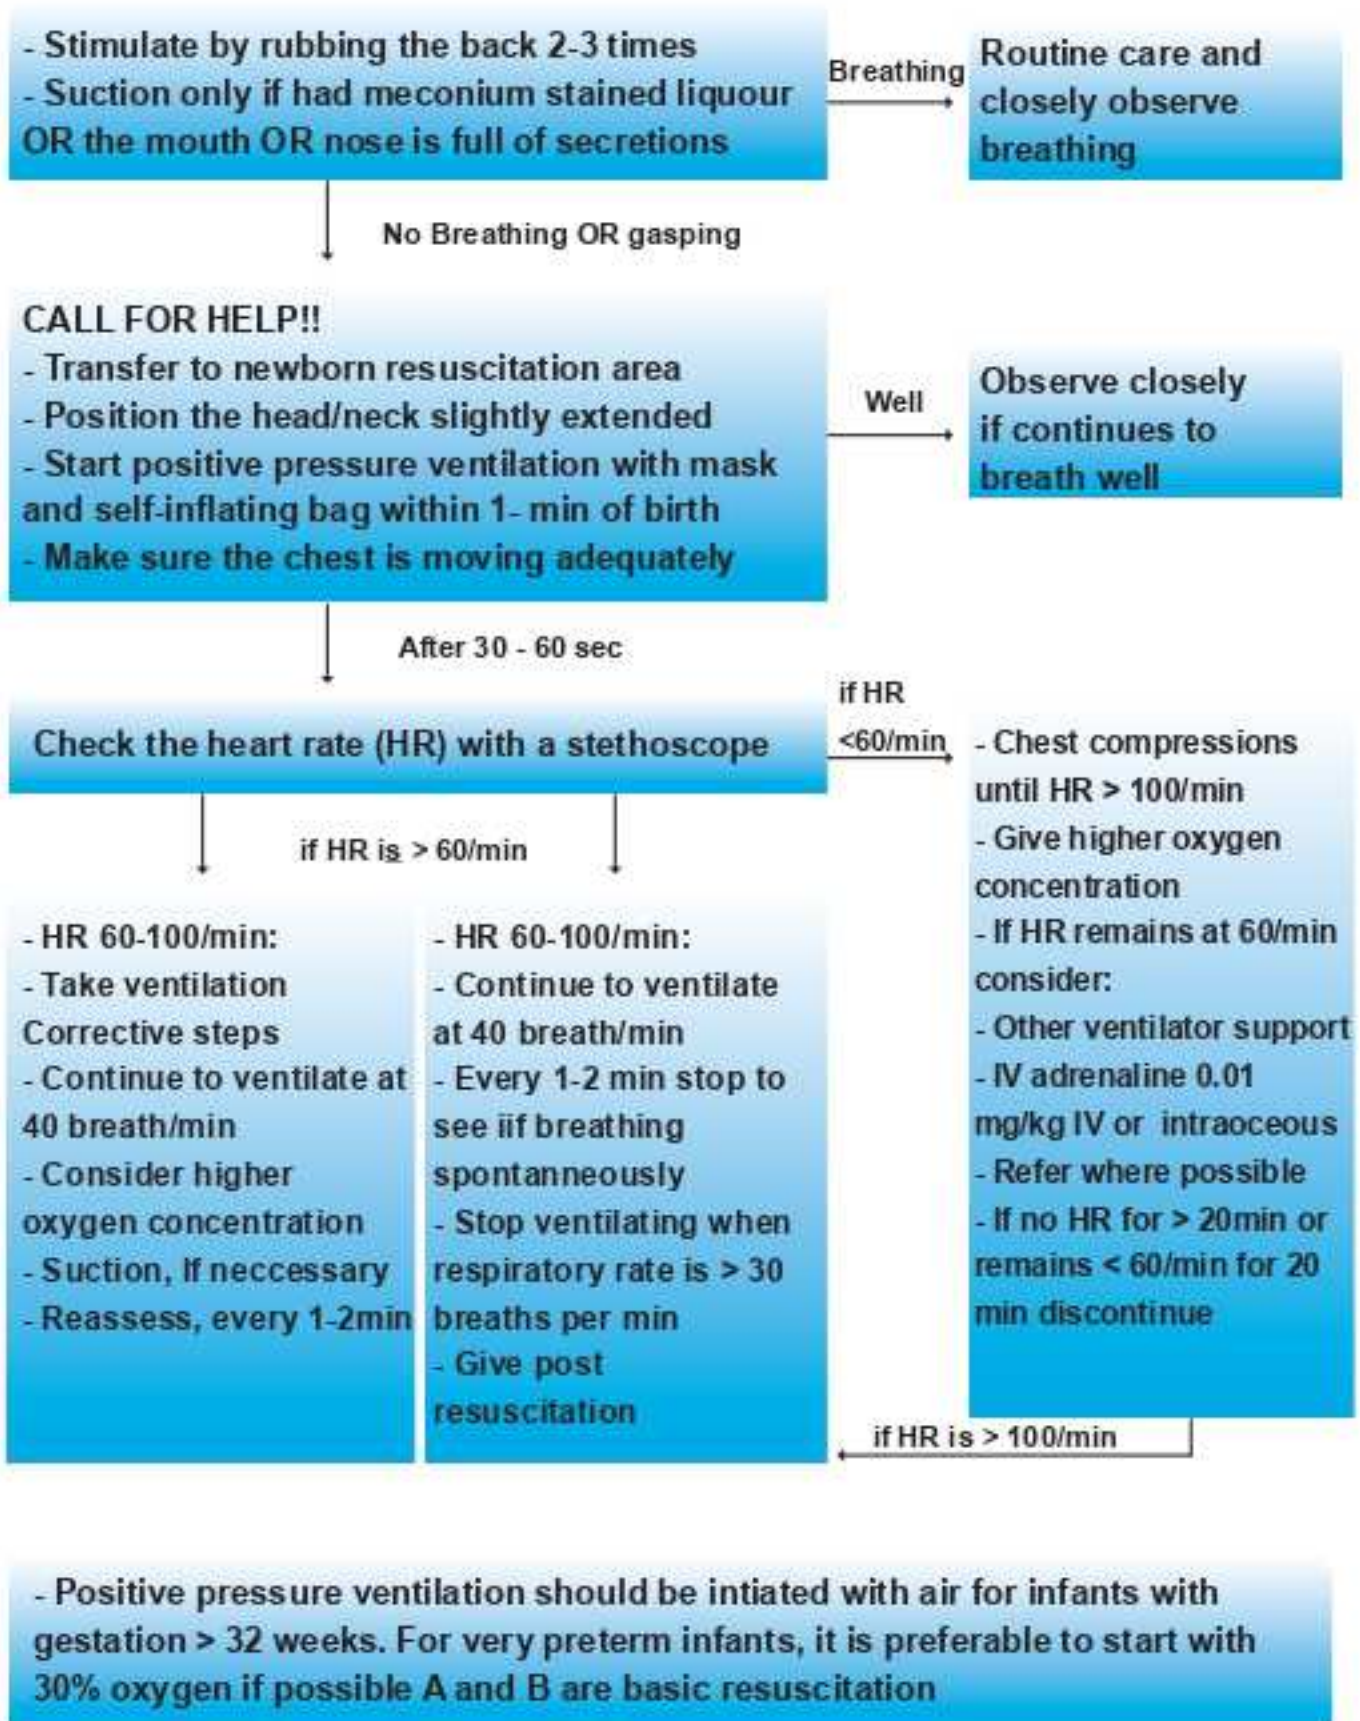 - Stimulate by rubbing the back 2-3 times
- Suction only if had meconium stained liquour
OR the mouth OR nose is full of secretions
Breathing
Routine care and
closely observe
breathing
No Breathing OR gasping
CALL FOR HELP!!
- Transfer to newborn resuscitation area
- Position the head/neck slightly extended
- Start positive pressure ventilation with mask
and self-inflating bag within 1- min of birth
- Make sure the chest is moving adequately
Well
Observe closely
if continues to
breath well
After 30 - 60 sec
Check the heart rate (HR) with a stethoscope
if HR
<60/min
- Chest compressions
until HR > 100/min
- Give higher oxygen
concentration
- If HR remains at 60/min
consider:
- Other ventilator support
- IV adrenaline 0.01
mg/kg IV or intraoceous
- Refer where possible
- If no HR for > 20min or
remains < 60/min for 20
min discontinue
if HR is > 60/min
- HR 60-100/min:
- Take ventilation
Corrective steps
- Continue to ventilate at
40 breath/min
- Consider higher
oxygen concentration
- Suction, If neccessary
- Reassess, every 1-2min
- HR 60-100/min:
- Continue to ventilate
at 40 breath/min
- Every 1-2 min stop to
see iif breathing
spontanneously
- Stop ventilating when
respiratory rate is > 30
breaths per min
- Give post
resuscitation
if HR is > 100/min
- Positive pressure ventilation should be intiated with air for infants with
gestation > 32 weeks. For very preterm infants, it is preferable to start with
30% oxygen if possible A and B are basic resuscitation